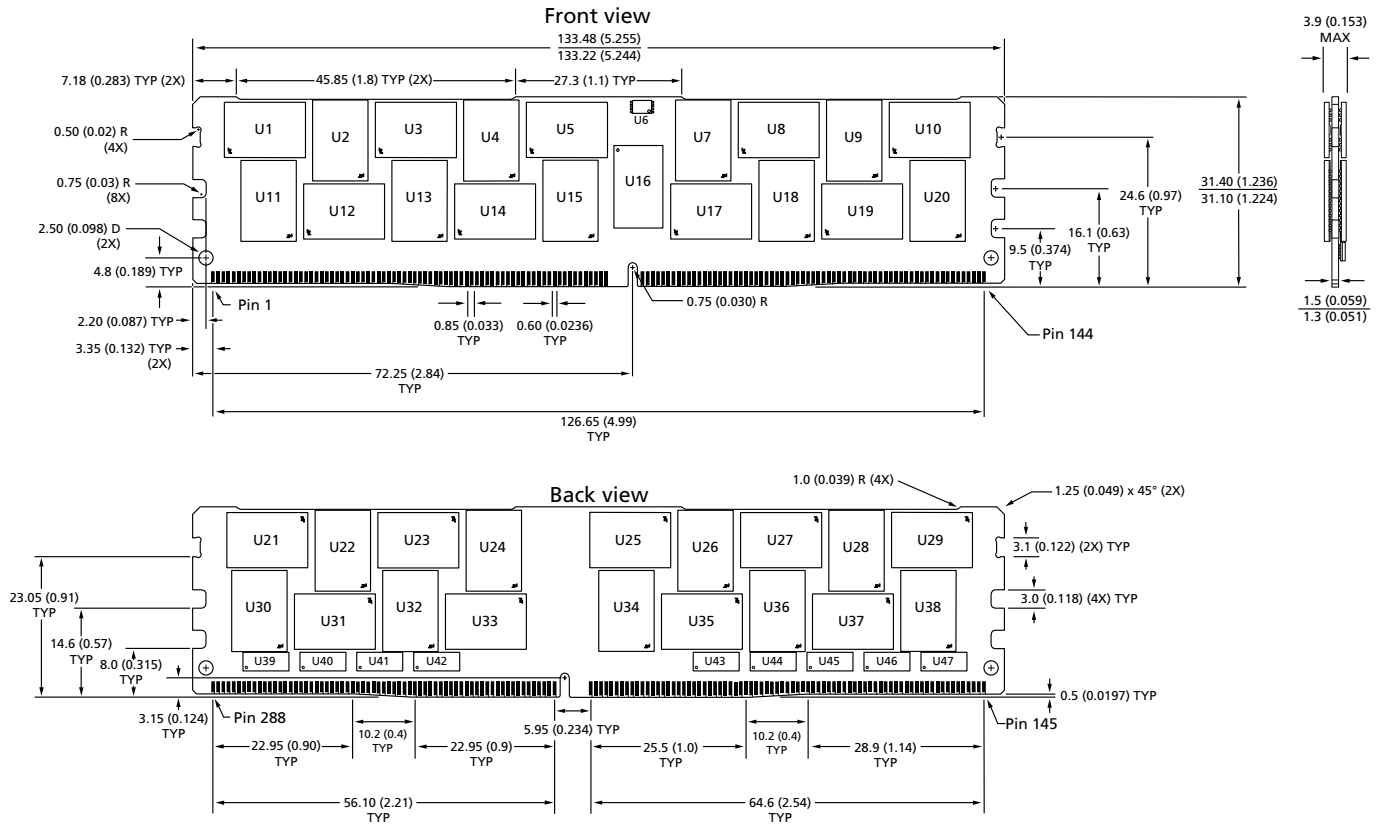 Front view
133.48 (5.255)
133.22 (5.244)
3.9 (0.153)
MAX
7.18 (0.283) TYP (2X)
45.85 (1.8) TYP (2X)
27.3 (1.1) TYP
0.50 (0.02) R
(4X)
U1
U2
U3
U4
U5
U6
U7
U8
U9
U10
0.75 (0.03) R
(8X)
U11
U12
U13
U14
U15
U16
U17
U18
U19
U20
2.50 (0.098) D
(2X)
4.8 (0.189) TYP
31.40 (1.236)
31.10 (1.224)
24.6 (0.97)
TYP
16.1 (0.63)
TYP
9.5 (0.374)
TYP
Pin 1
0.75 (0.030) R
2.20 (0.087) TYP
0.85 (0.033)
TYP
0.60 (0.0236)
TYP
Pin 144
1.5 (0.059)
1.3 (0.051)
3.35 (0.132) TYP
(2X)
72.25 (2.84)
TYP
126.65 (4.99)
TYP
Back view
1.0 (0.039) R (4X)
1.25 (0.049) x 45° (2X)
U21
U22
U23
U24
U25
U26
U27
U28
U29
3.1 (0.122) (2X) TYP
23.05 (0.91)
TYP
U30
U31
U32
U33
U34
U35
U36
U37
U38
3.0 (0.118) (4X) TYP
14.6 (0.57)
TYP
8.0 (0.315)
TYP
U39
U40
U41
U42
U43
U44
U45
U46
U47
0.5 (0.0197) TYP
3.15 (0.124)
TYP
Pin 288
5.95 (0.234) TYP
Pin 145
22.95 (0.90)
TYP
10.2 (0.4)
TYP
22.95 (0.9)
TYP
25.5 (1.0)
TYP
10.2 (0.4)
TYP
28.9 (1.14)
TYP
56.10 (2.21)
TYP
64.6 (2.54)
TYP